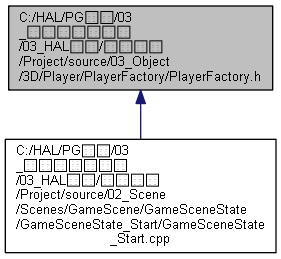 C:/HAL/PG□□/03
_□□□□□□□
/03_HAL□□/□□□□
/Project/source/03_Object
/3D/Player/PlayerFactory/PlayerFactory.h
C:/HAL/PG□□/03
_□□□□□□□
/03_HAL□□/□□□□
/Project/source/02_Scene
/Scenes/GameScene/GameSceneState
/GameSceneState_Start/GameSceneState
_Start.cpp